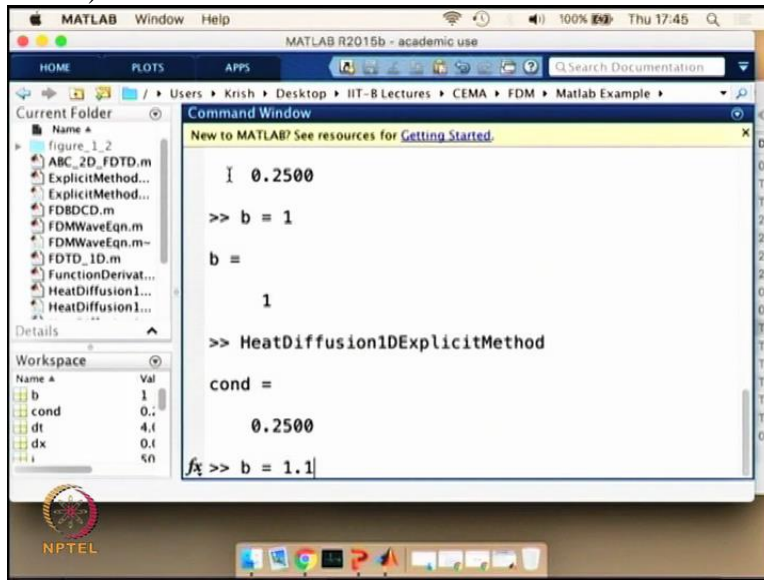 MATLAB Window Help 100% Thu 17:45
MATLAB R2015b - academic use
HOME PLOTS APPS Search Documentation
/ ▸ Users ▸ Krish ▸ Desktop ▸ IIT-B Lectures ▸ CEMA ▸ FDM ▸ Matlab Example ▸
Current Folder
Name
figure_1_2
ABC_2D_FDTD.m
ExplicitMethod...
ExplicitMethod...
FDBDCD.m
FDMWaveEqn.m
FDMWaveEqn.m~
FDTD_1D.m
FunctionDerivat...
HeatDiffusion1...
HeatDiffusion1...
Details
Workspace
Name Val
b 1
cond 0.
dt 4.
dx 0.
50
Command Window
New to MATLAB? See resources for Getting Started.
0.2500
>> b = 1
b =
1
>> HeatDiffusion1DExplicitMethod
cond =
0.2500
fx >> b = 1.1
NPTEL